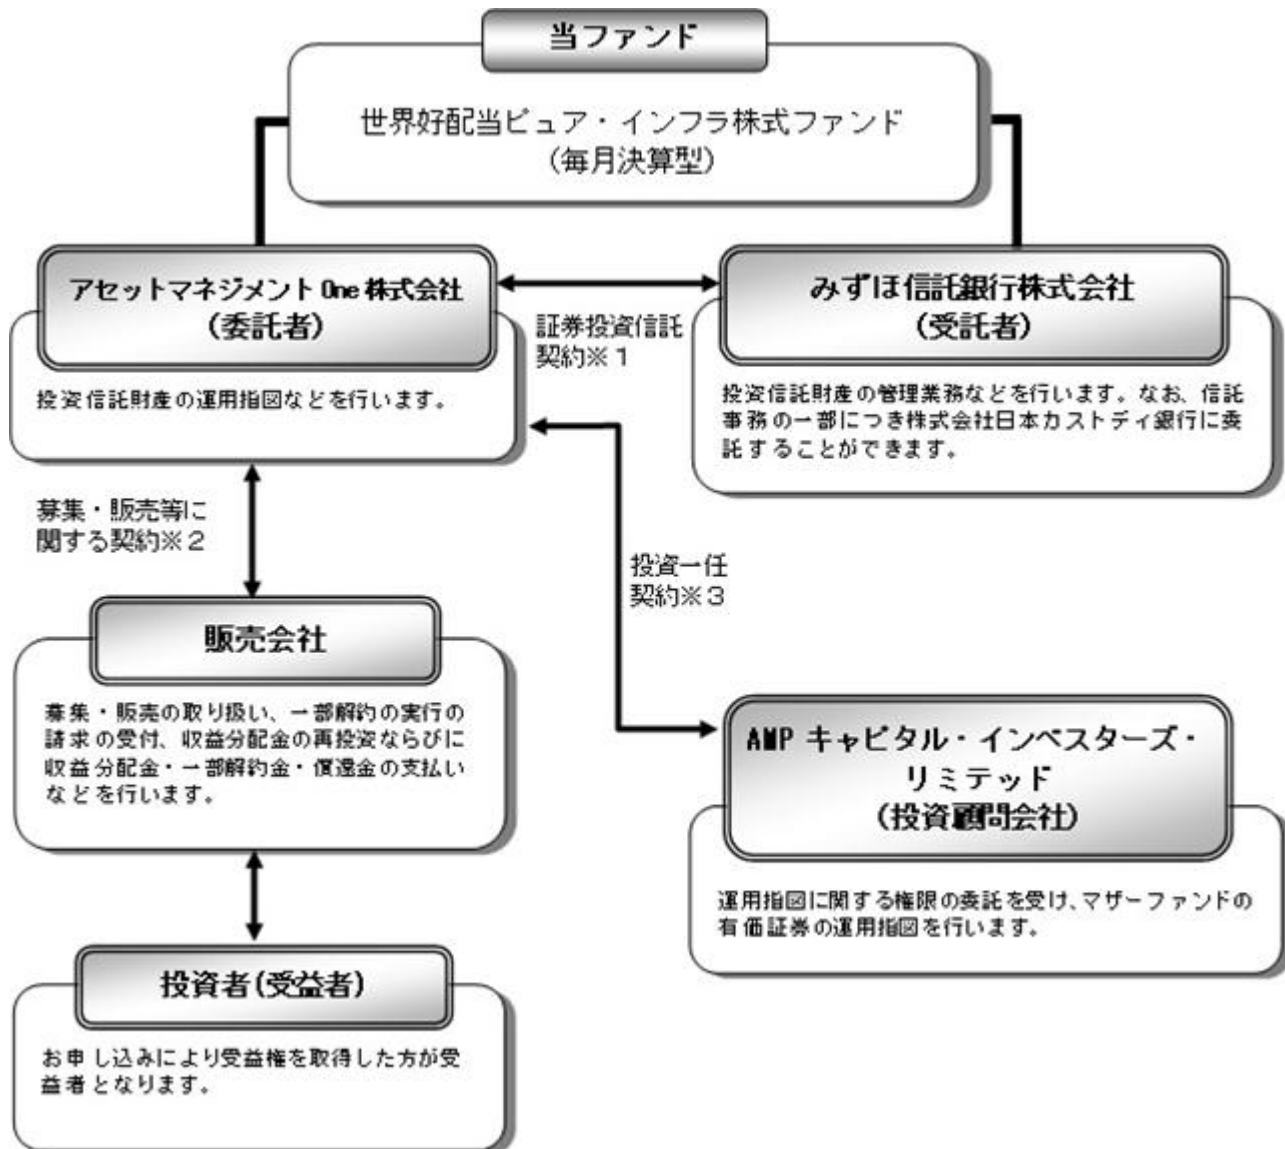 当ファンド
世界好配当ピュア・インフラ株式ファンド
(毎月決算型)
アセットマネジメントOne 株式会社
(委託者)
投資信託財産の運用指図などを行います。
証券投資信託
契約※１
みずほ信託銀行株式会社
(受託者)
投資信託財産の管理業務などを行います。なお、信託
事務の一部につき株式会社日本カストディ銀行に委
託することができます。
募集・販売等に
関する契約※２
投資一任
契約※３
販売会社
募集・販売の取り扱い、一部解約の実行の
請求の受付、収益分配金の再投資ならびに
収益分配金・一部解約金・償還金の支払い
などを行います。
AMP キャピタル・インベスターズ・
リミテッド
(投資顧問会社)
運用指図に関する権限の委託を受け、マザーファンドの
有価証券の運用指図を行います。
投資者(受益者)
お申し込みにより受益権を取得した方が受
益者となります。